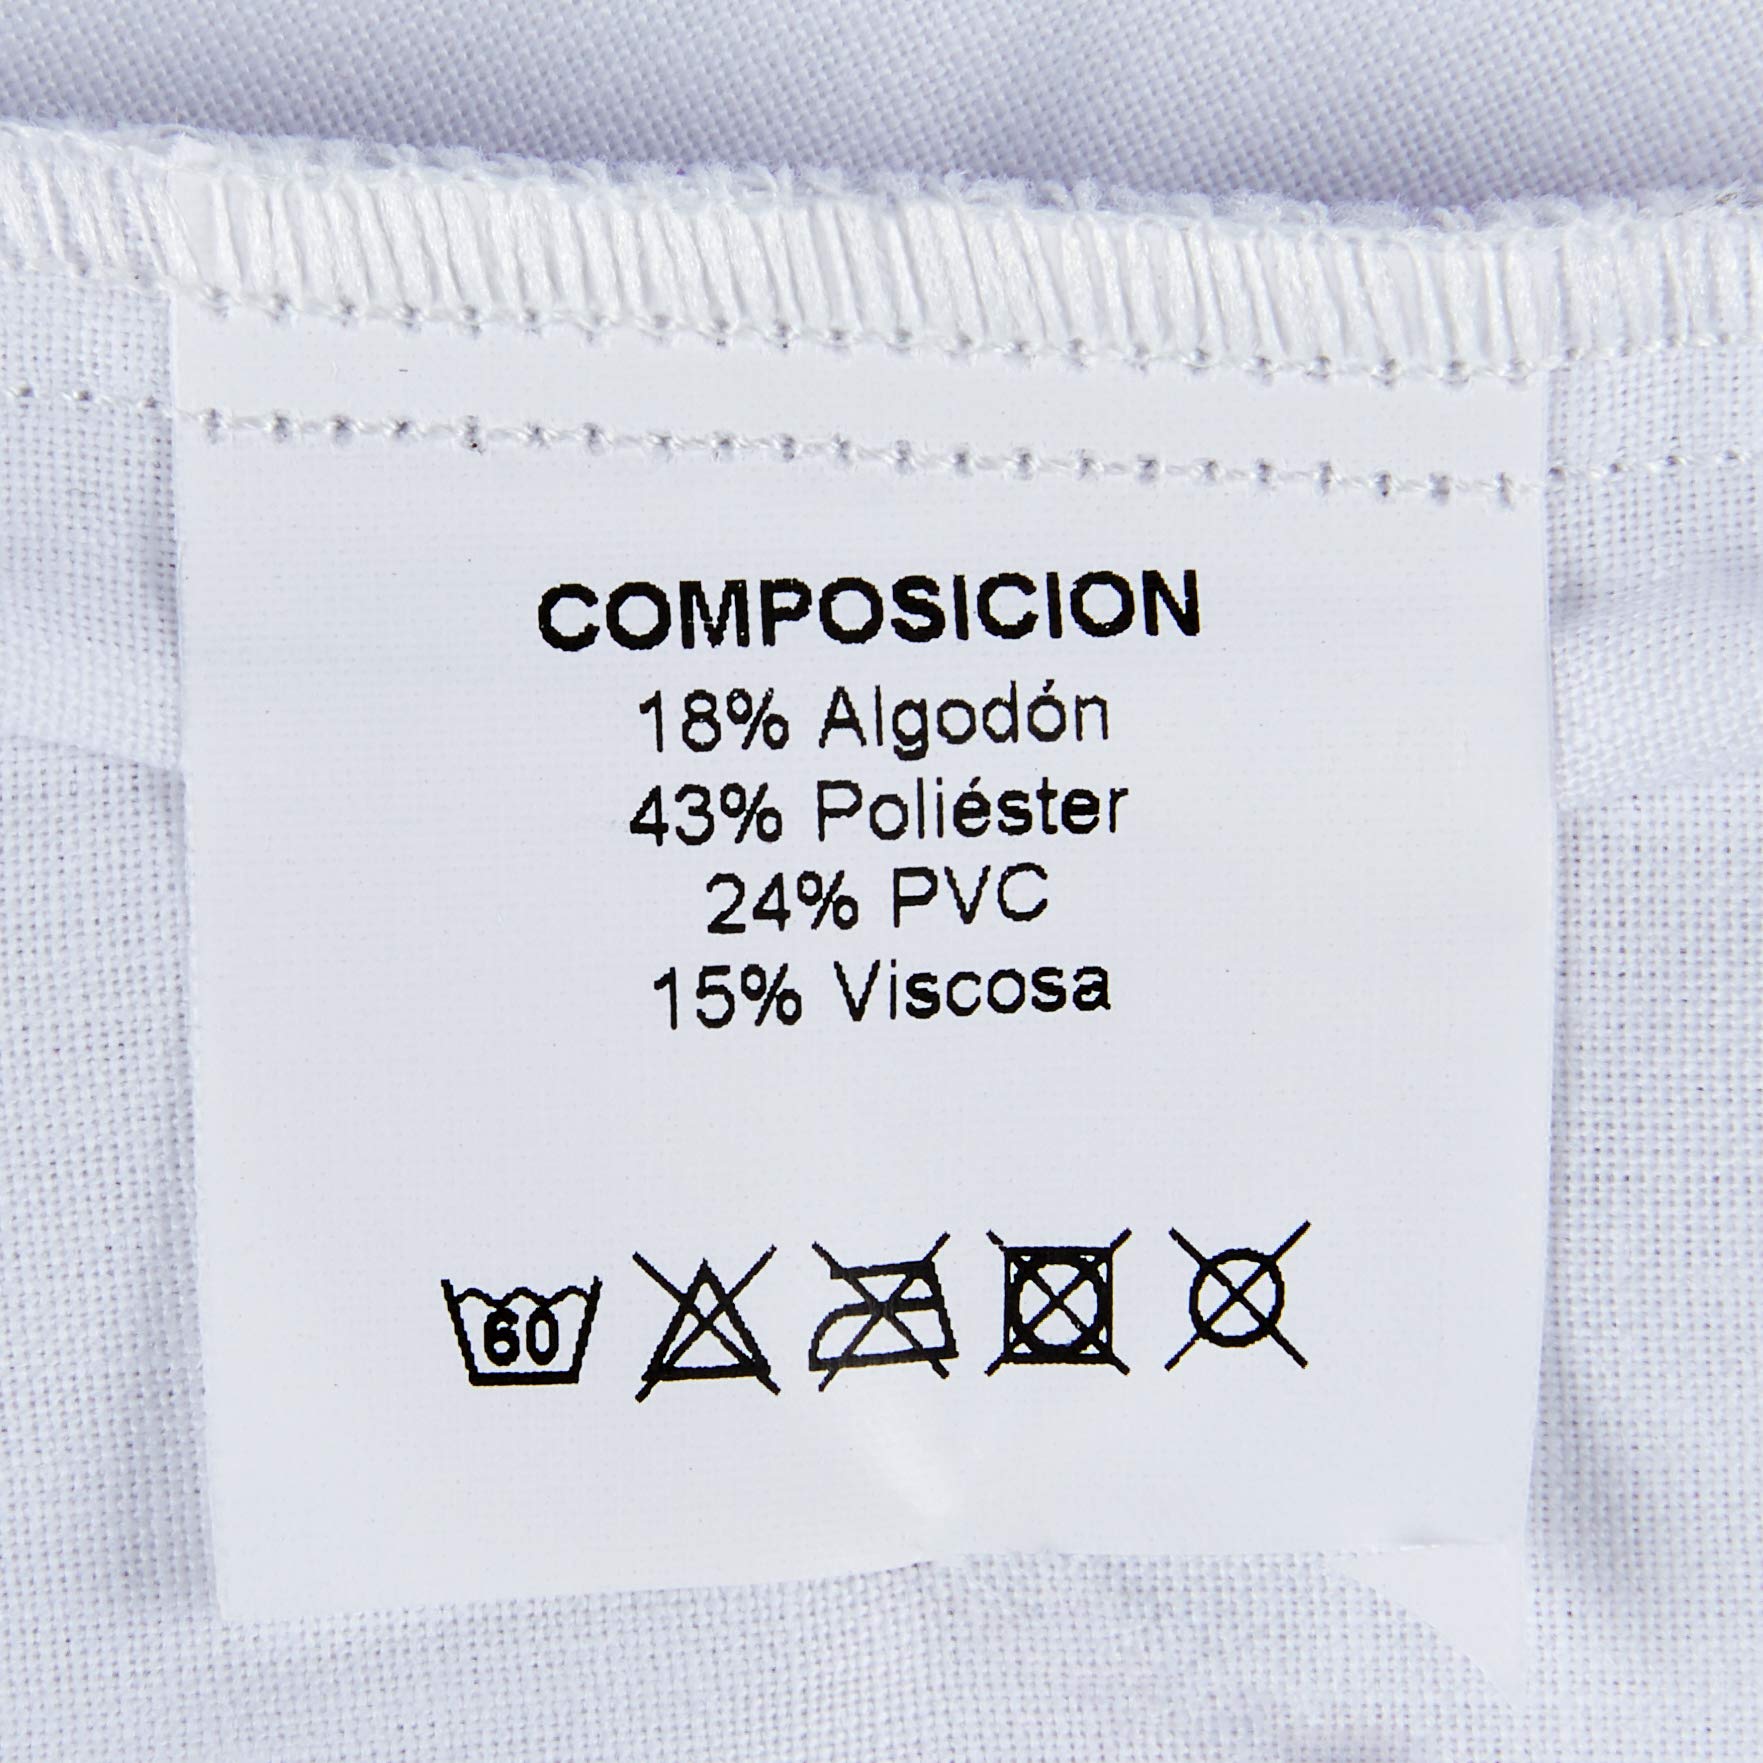 COMPOSICION
18% Algodón
43% Poliéster
24% PVC
15% Viscosa
60